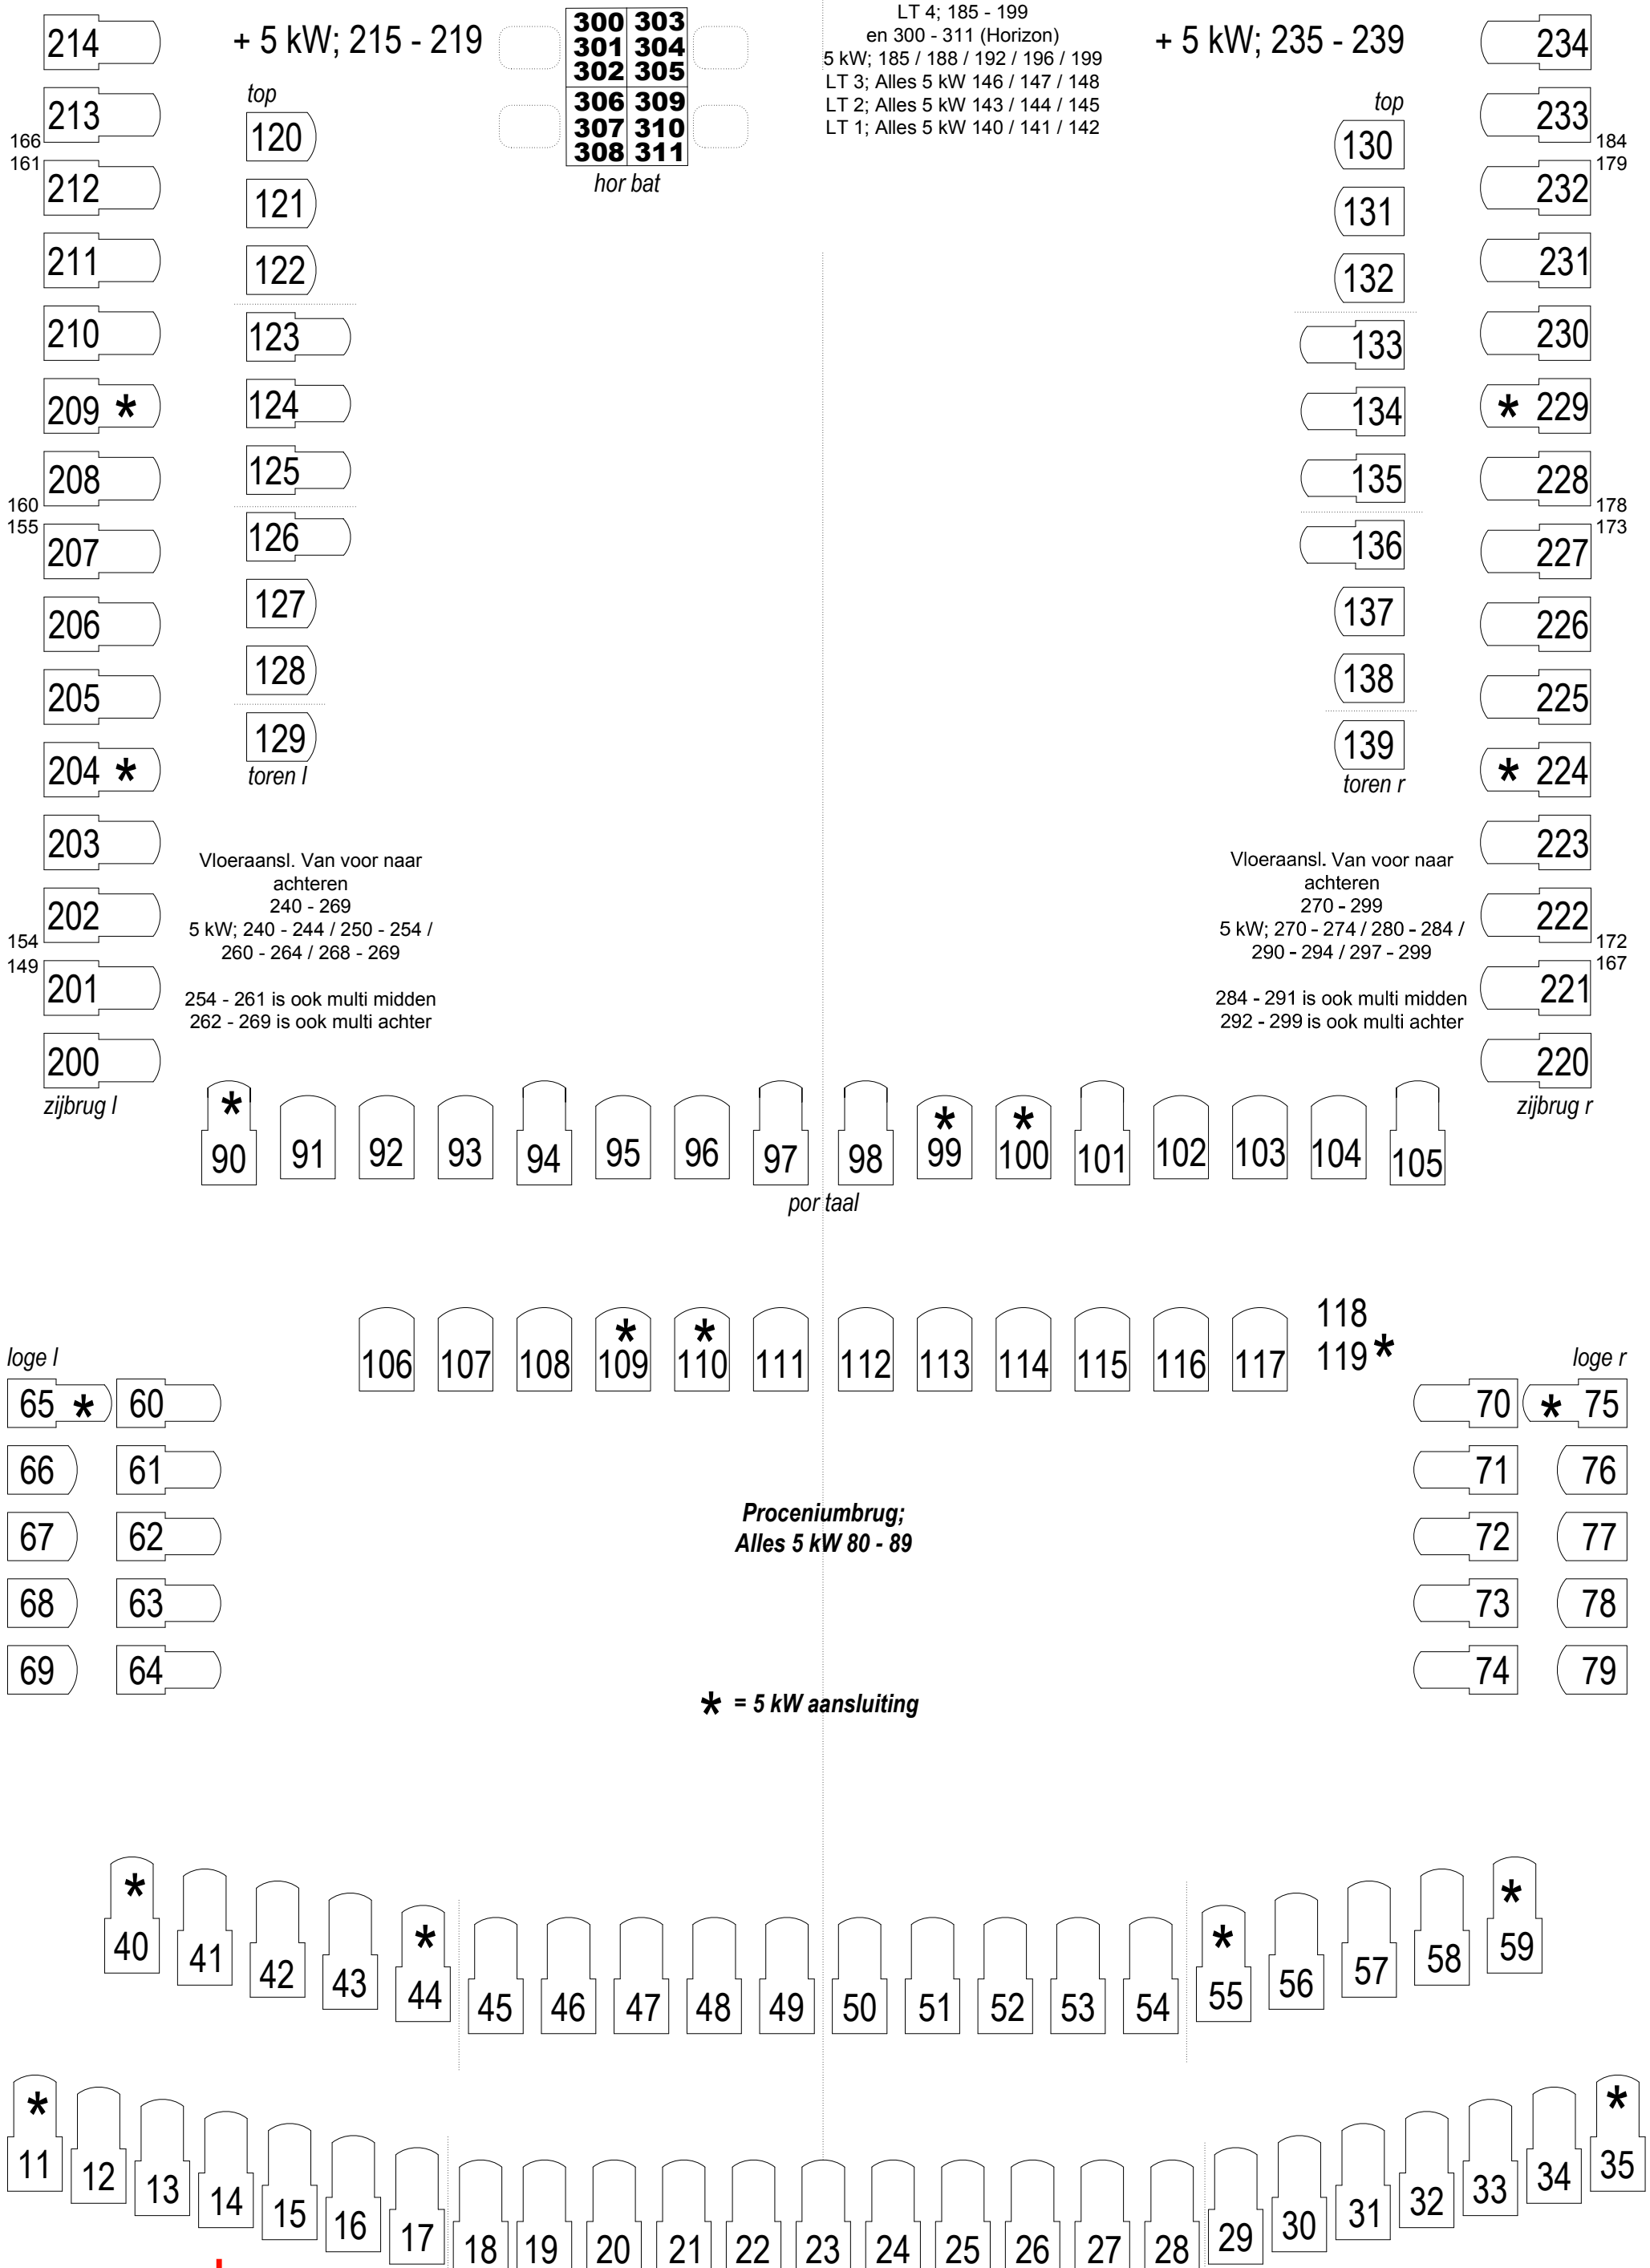 214
+ 5 kW; 215 - 219
300 303
301 304
302 305
306 309
307 310
308 311
hor bat
LT 4; 185 - 199
en 300 - 311 (Horizon)
5 kW; 185 / 188 / 192 / 196 / 199
LT 3; Alles 5 kW 146 / 147 / 148
LT 2; Alles 5 kW 143 / 144 / 145
LT 1; Alles 5 kW 140 / 141 / 142
+ 5 kW; 235 - 239
234
213
166
161
212
211
210
209 *
208
160
155
207
206
205
204 *
203
202
154
149
201
200
zijbrug l
top
120
121
122
123
124
125
126
127
128
129
toren l
top
130
131
132
133
134
135
136
137
138
139
toren r
233
184
179
232
231
230
* 229
228
178
173
227
226
225
* 224
223
222
172
167
221
220
zijbrug r
Vloeraansl. Van voor naar
achteren
240 - 269
5 kW; 240 - 244 / 250 - 254 /
260 - 264 / 268 - 269
254 - 261 is ook multi midden
262 - 269 is ook multi achter
Vloeraansl. Van voor naar
achteren
270 - 299
5 kW; 270 - 274 / 280 - 284 /
290 - 294 / 297 - 299
284 - 291 is ook multi midden
292 - 299 is ook multi achter
* * *
90 91 92 93 94 95 96 97 98 99 100 101 102 103 104 105
por taal
* *
106 107 108 109 110 111 112 113 114 115 116 117
118
119 *
loge l
65 * 60
66 61
67 62
68 63
69 64
loge r
70 * 75
71 76
72 77
73 78
74 79
Proceniumbrug;
Alles 5 kW 80 - 89
* = 5 kW aansluiting
* * * *
40 41 42 43 44 45 46 47 48 49 50 51 52 53 54 55 56 57 58 59
* *
11 12 13 14 15 16 17 18 19 20 21 22 23 24 25 26 27 28 29 30 31 32 33 34 35